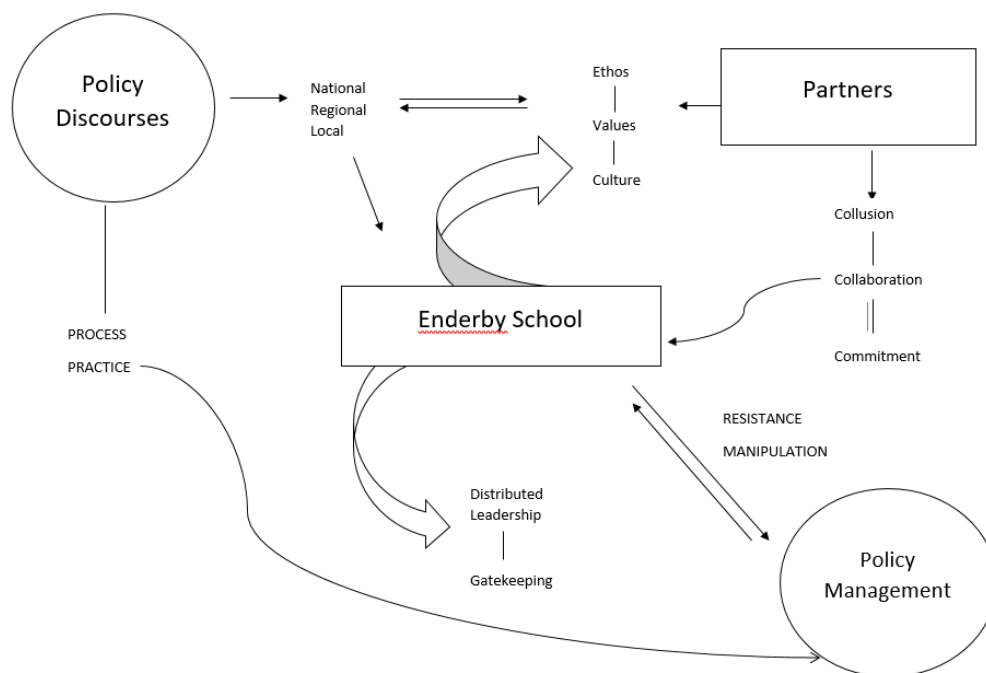 Policy
Discourses
National
Regional
Local
Ethos
Values
Culture
Partners
Collusion
Collaboration
Commitment
Enderby School
PROCESS
PRACTICE
RESISTANCE
MANIPULATION
Distributed
Leadership
Gatekeeping
Policy
Management